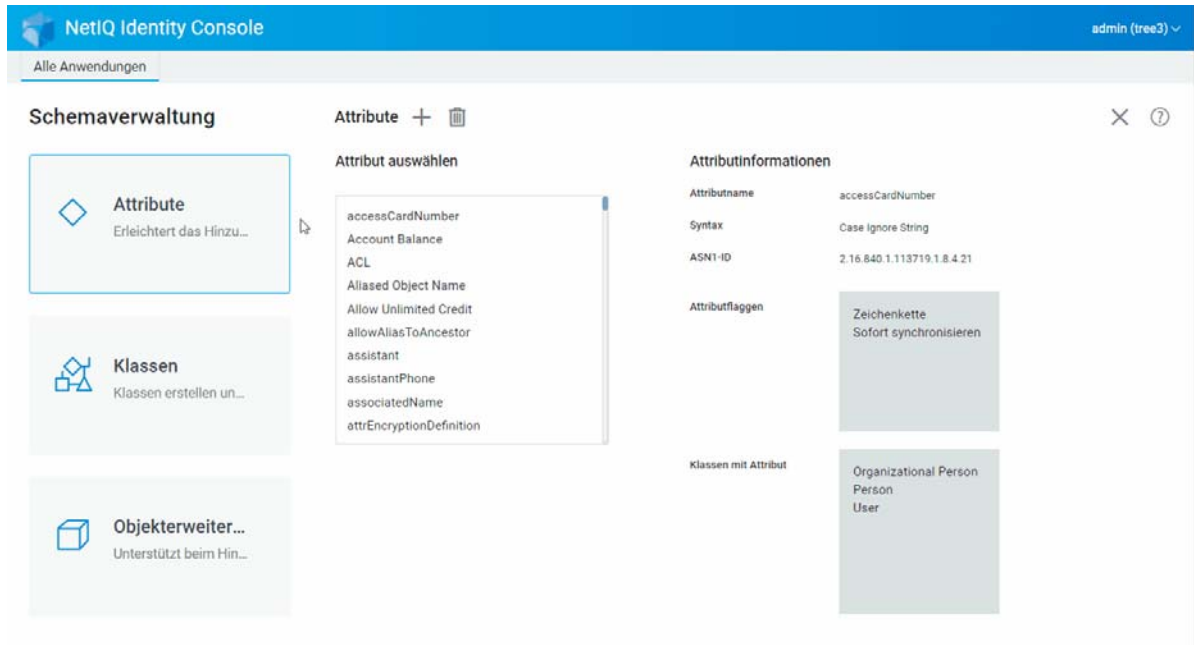 NetIQ Identity Console
admin (tree3)
Alle Anwendungen
Schemaverwaltung
Attribute
Erleichtert das Hinzu...
Klassen
Klassen erstellen un...
Objekterweiter...
Unterstützt beim Hin...
Attribute
Attribut auswählen
accessCardNumber
Account Balance
ACL
Aliased Object Name
Allow Unlimited Credit
allowAliasToAncestor
assistant
assistantPhone
associatedName
attrEncryptionDefinition
Attributinformationen
Attributname accessCardNumber
Syntax Case Ignore String
ASN1-ID 2.16.840.1.113719.1.8.4.21
Attributflaggen Zeichenkette
Sofort synchronisieren
Klassen mit Attribut Organizational Person
Person
User